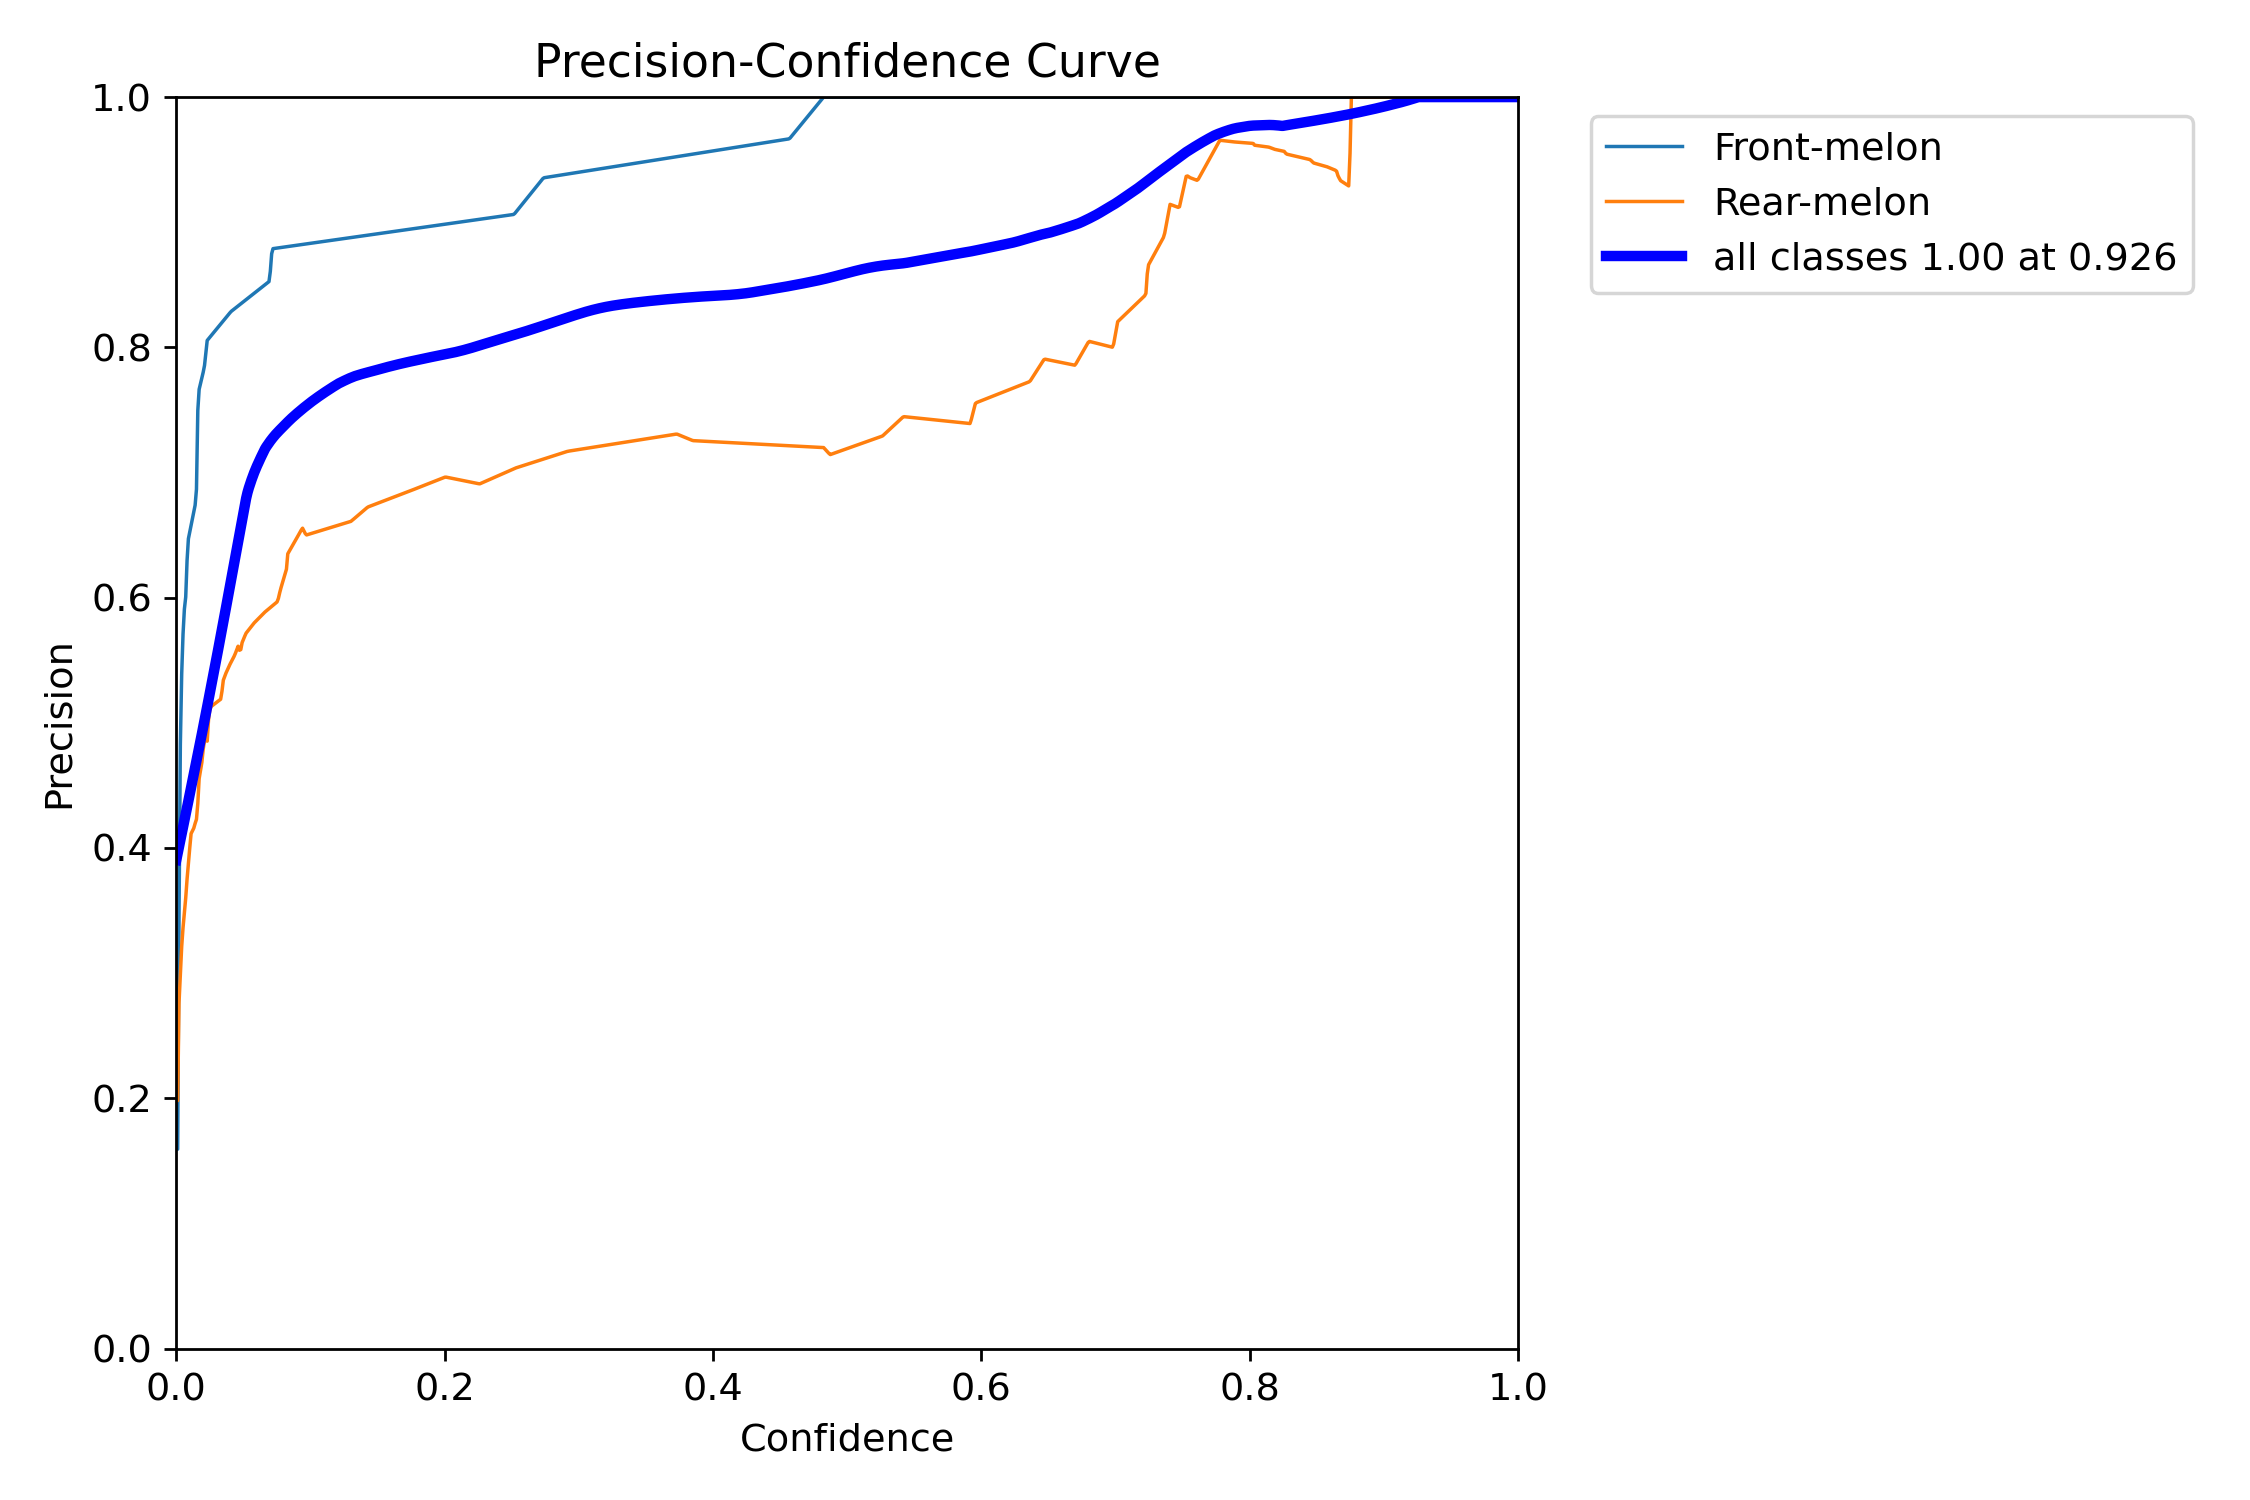 Precision-Confidence Curve
1.0
0.8
0.6
0.4
0.2
0.0
Precision
0.0 0.2 0.4 0.6 0.8 1.0
Confidence
Front-melon
Rear-melon
all classes 1.00 at 0.926